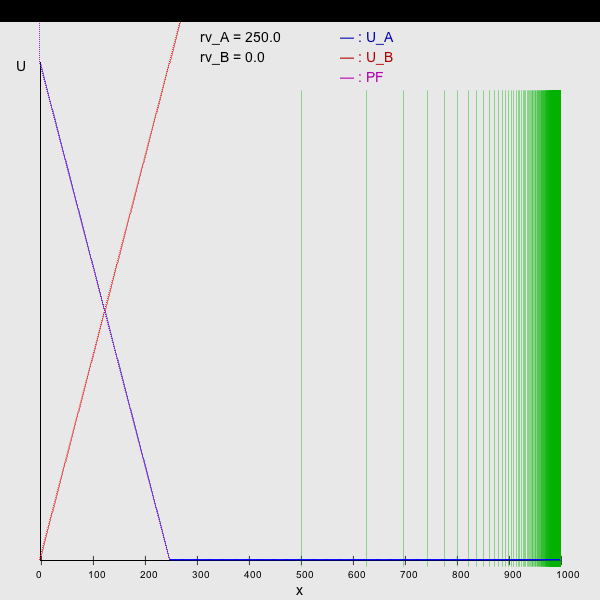 rv_A = 250.0
rv_B = 0.0
— : U_A
— : U_B
— : PF
U
0 100 200 300 400 500 600 700 800 900 1000
x